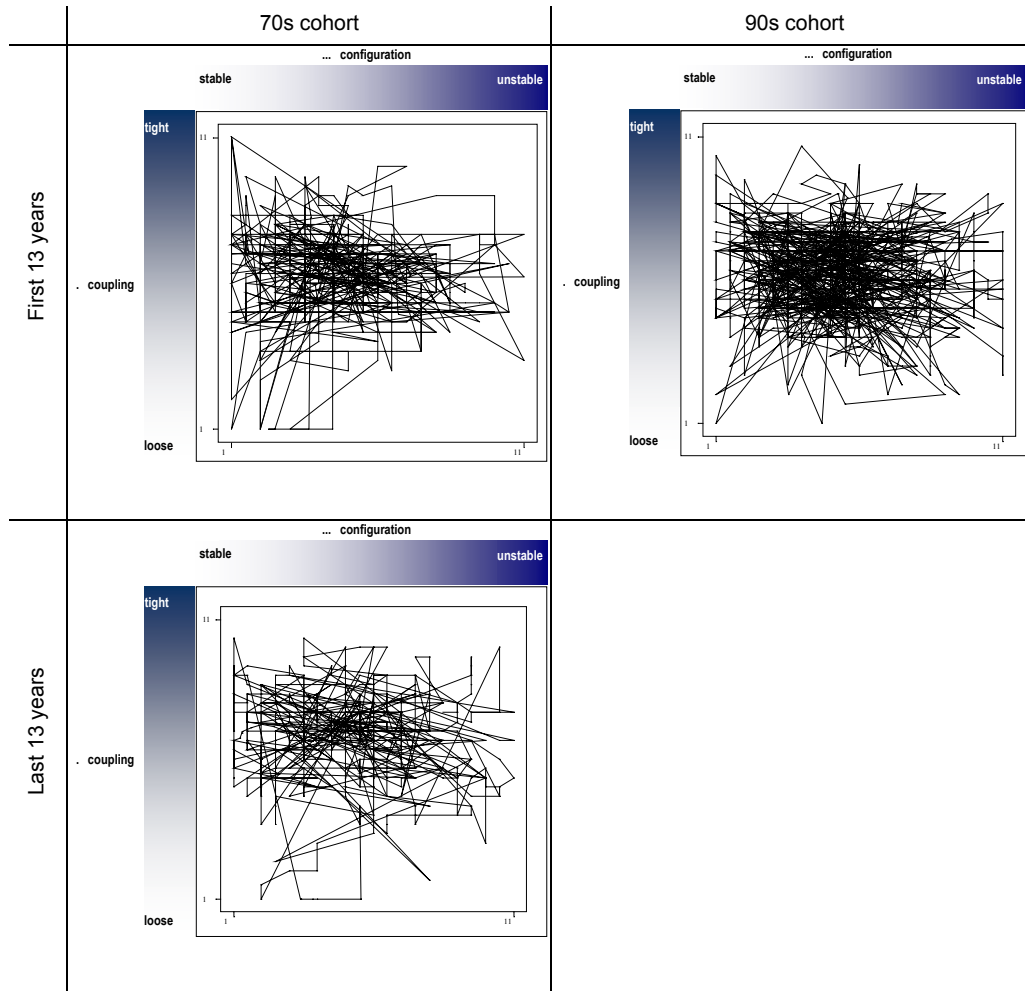 70s cohort
90s cohort
First 13 years
... configuration
stable
unstable
tight
. coupling
loose
11
1
1
11
... configuration
stable
unstable
tight
. coupling
loose
11
1
1
11
Last 13 years
... configuration
stable
unstable
tight
. coupling
loose
11
1
1
11